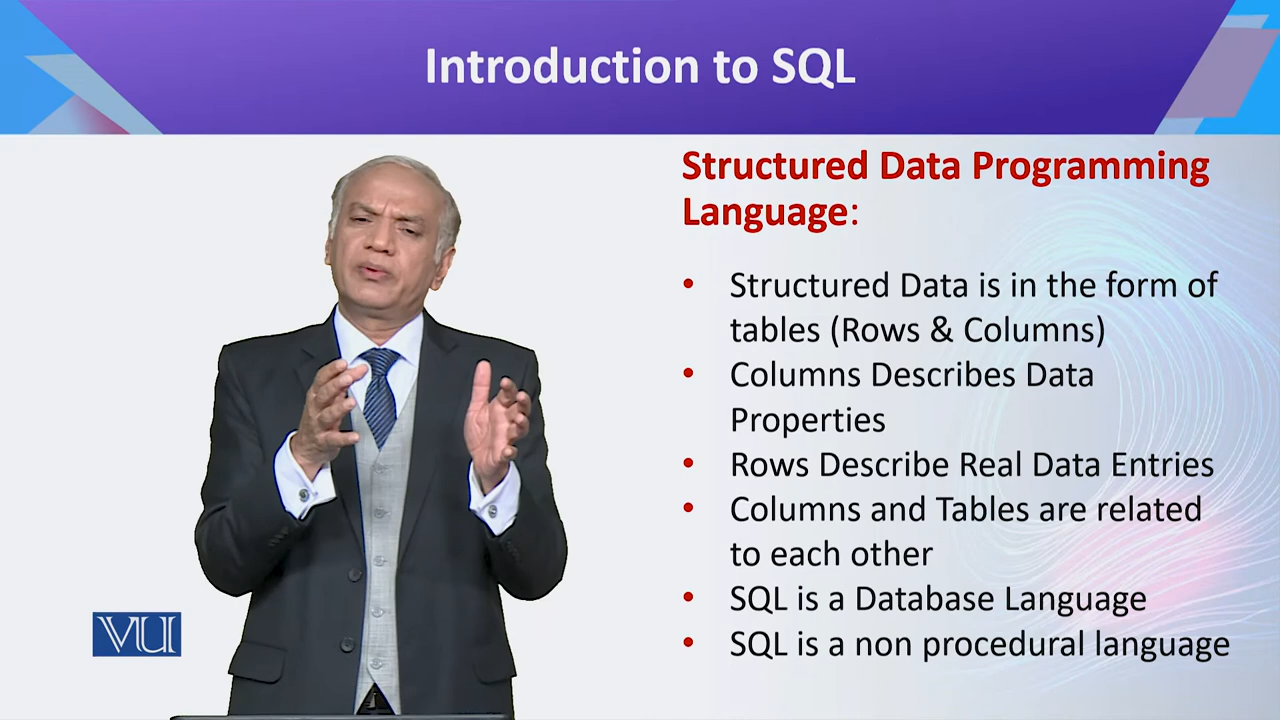 Introduction to SQL
Structured Data Programming
Language:
• Structured Data is in the form of
tables (Rows & Columns)
• Columns Describes Data
Properties
• Rows Describe Real Data Entries
• Columns and Tables are related
to each other
• SQL is a Database Language
• SQL is a non procedural language
VU